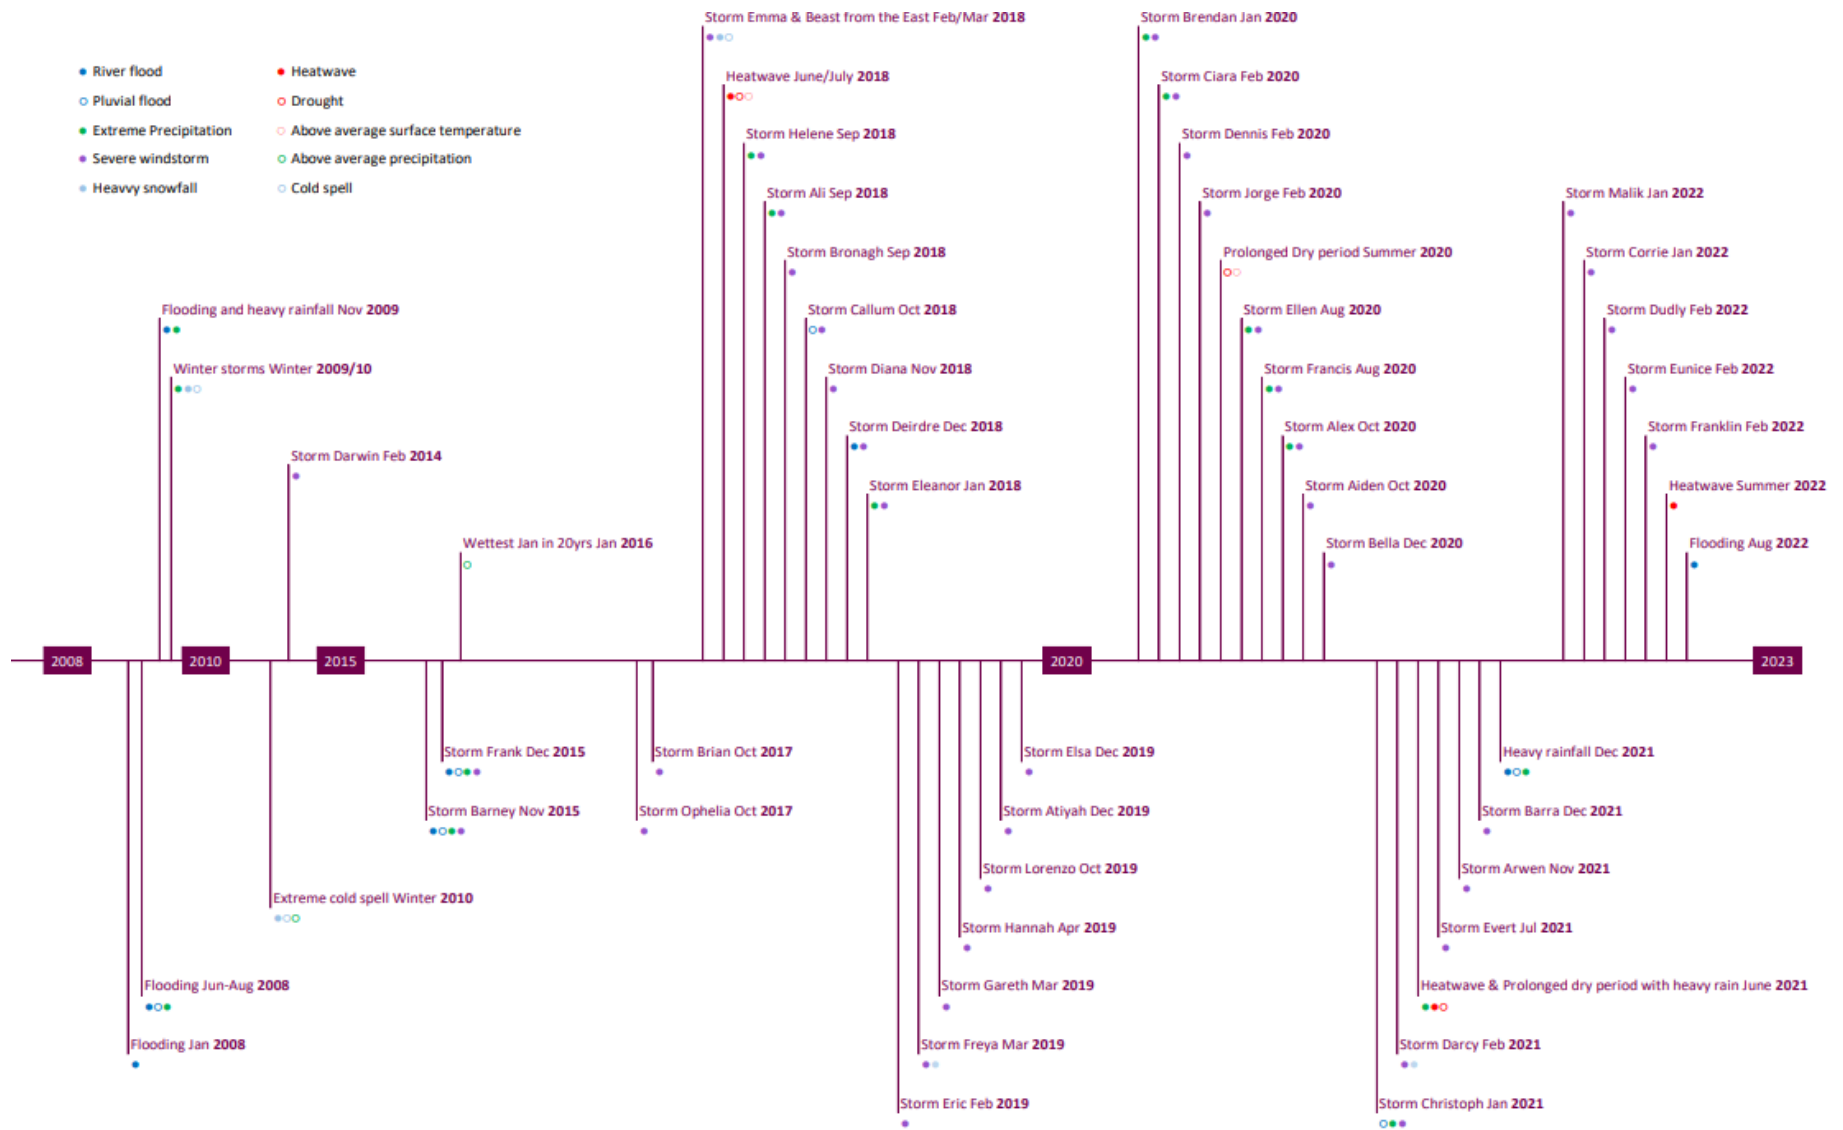 River flood
Pluvial flood
Extreme Precipitation
Severe windstorm
Heavvy snowfall
Heatwave
Drought
Above average surface temperature
Above average precipitation
Cold spell
Flooding and heavy rainfall Nov 2009
Winter storms Winter 2009/10
Storm Darwin Feb 2014
Wettest Jan in 20yrs Jan 2016
Storm Emma & Beast from the East Feb/Mar 2018
Heatwave June/July 2018
Storm Helene Sep 2018
Storm Ali Sep 2018
Storm Bronagh Sep 2018
Storm Callum Oct 2018
Storm Diana Nov 2018
Storm Deirdre Dec 2018
Storm Eleanor Jan 2018
Storm Brendan Jan 2020
Storm Ciara Feb 2020
Storm Dennis Feb 2020
Storm Jorge Feb 2020
Prolonged Dry period Summer 2020
Storm Ellen Aug 2020
Storm Francis Aug 2020
Storm Alex Oct 2020
Storm Aiden Oct 2020
Storm Bella Dec 2020
Storm Malik Jan 2022
Storm Corrie Jan 2022
Storm Dudly Feb 2022
Storm Eunice Feb 2022
Storm Franklin Feb 2022
Heatwave Summer 2022
Flooding Aug 2022
2008
2010
2015
2020
2023
Storm Frank Dec 2015
Storm Barney Nov 2015
Extreme cold spell Winter 2010
Flooding Jun-Aug 2008
Flooding Jan 2008
Storm Brian Oct 2017
Storm Ophelia Oct 2017
Storm Elsa Dec 2019
Storm Atiyah Dec 2019
Storm Lorenzo Oct 2019
Storm Hannah Apr 2019
Storm Gareth Mar 2019
Storm Freya Mar 2019
Storm Eric Feb 2019
Heavy rainfall Dec 2021
Storm Barra Dec 2021
Storm Arwen Nov 2021
Storm Evert Jul 2021
Heatwave & Prolonged dry period with heavy rain June 2021
Storm Darcy Feb 2021
Storm Christoph Jan 2021